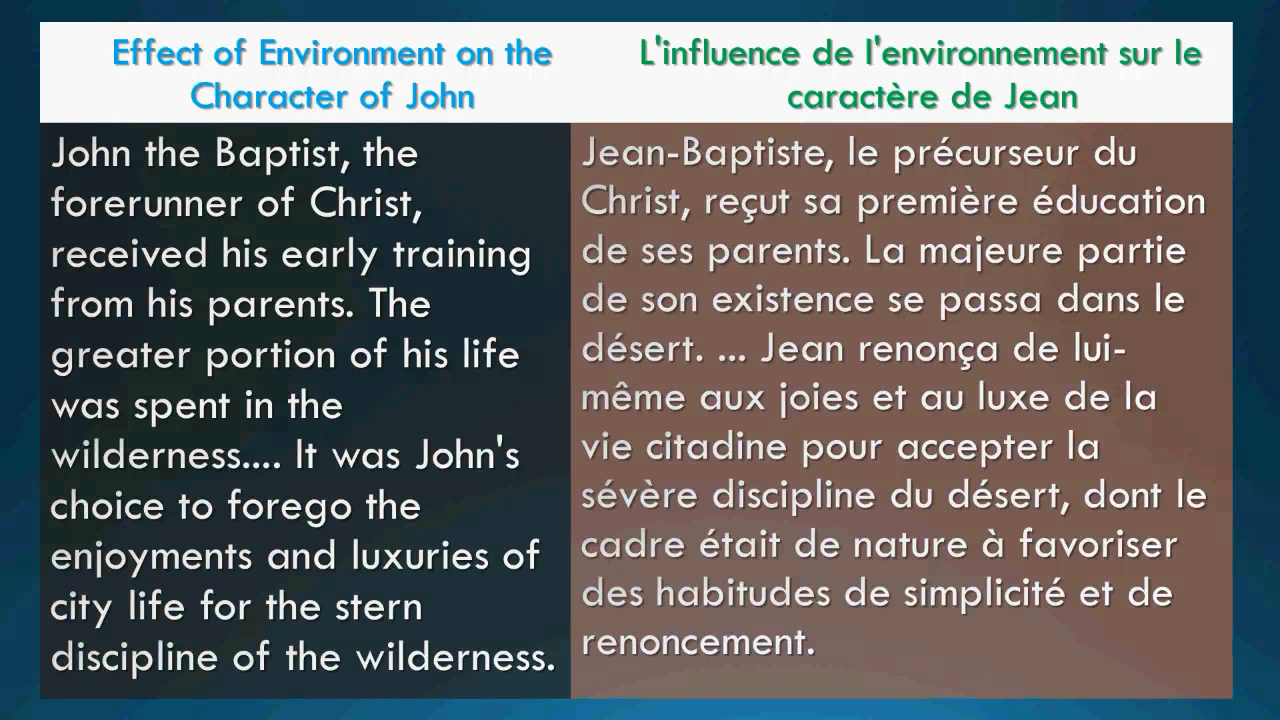 Effect of Environment on the
Character of John
L'influence de l'environnement sur le
caractère de Jean
John the Baptist, the
forerunner of Christ,
received his early training
from his parents. The
greater portion of his life
was spent in the
wilderness.... It was John's
choice to forego the
enjoyments and luxuries of
city life for the stern
discipline of the wilderness.
Jean-Baptiste, le précurseur du
Christ, reçut sa première éducation
de ses parents. La majeure partie
de son existence se passa dans le
désert. ... Jean renonça de lui-
même aux joies et au luxe de la
vie citadine pour accepter la
sévère discipline du désert, dont le
cadre était de nature à favoriser
des habitudes de simplicité et de
renoncement.